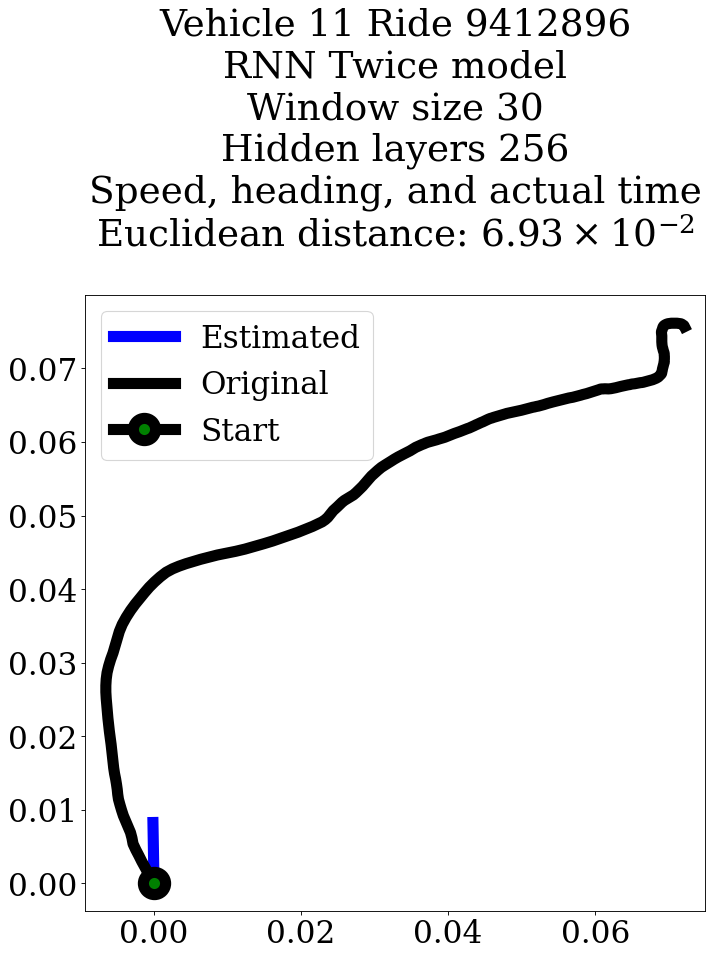 Vehicle 11 Ride 9412896
RNN Twice model
Window size 30
Hidden layers 256
Speed, heading, and actual time
Euclidean distance: 6.93 × 10⁻²
Estimated
Original
Start
0.07
0.06
0.05
0.04
0.03
0.02
0.01
0.00
0.00 0.02 0.04 0.06